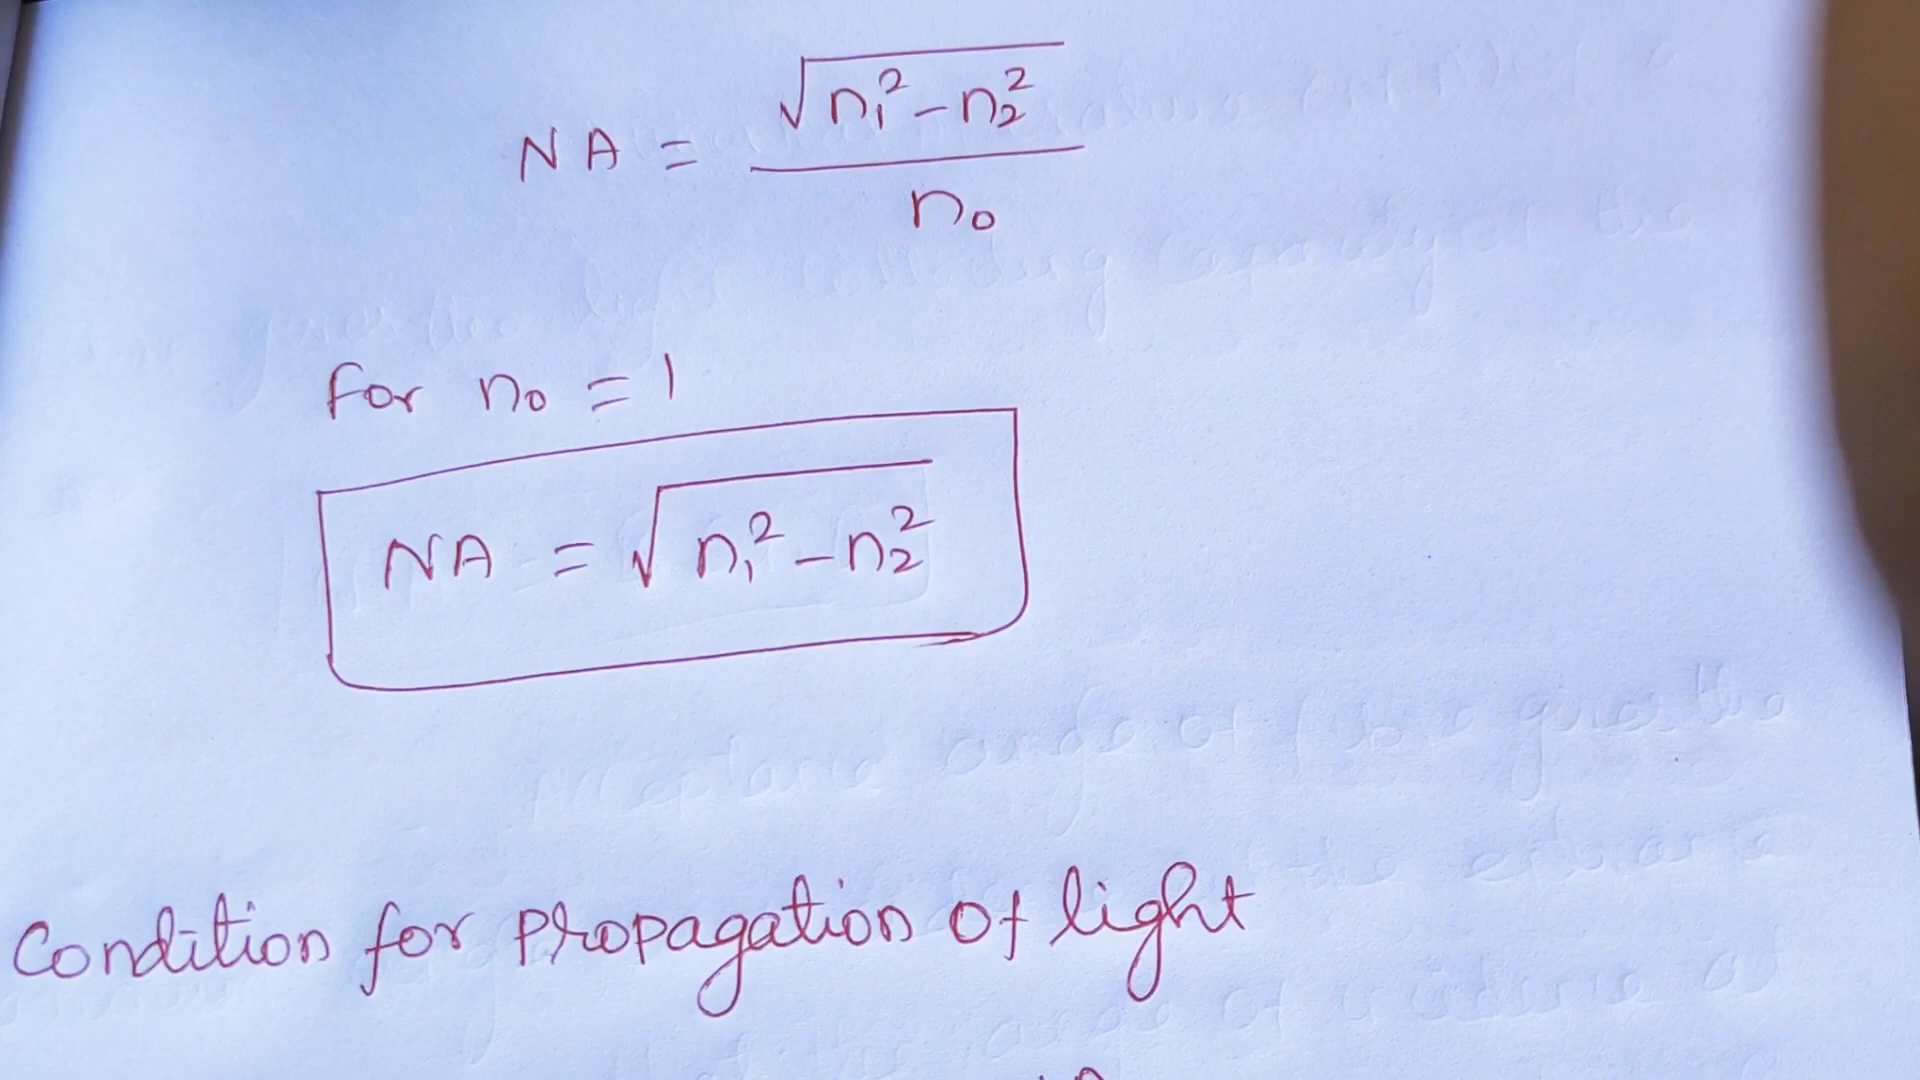 NA = √n₁² - n₂² / n₀
for n₀ = 1
NA = √n₁² - n₂²
Condition for propagation of light